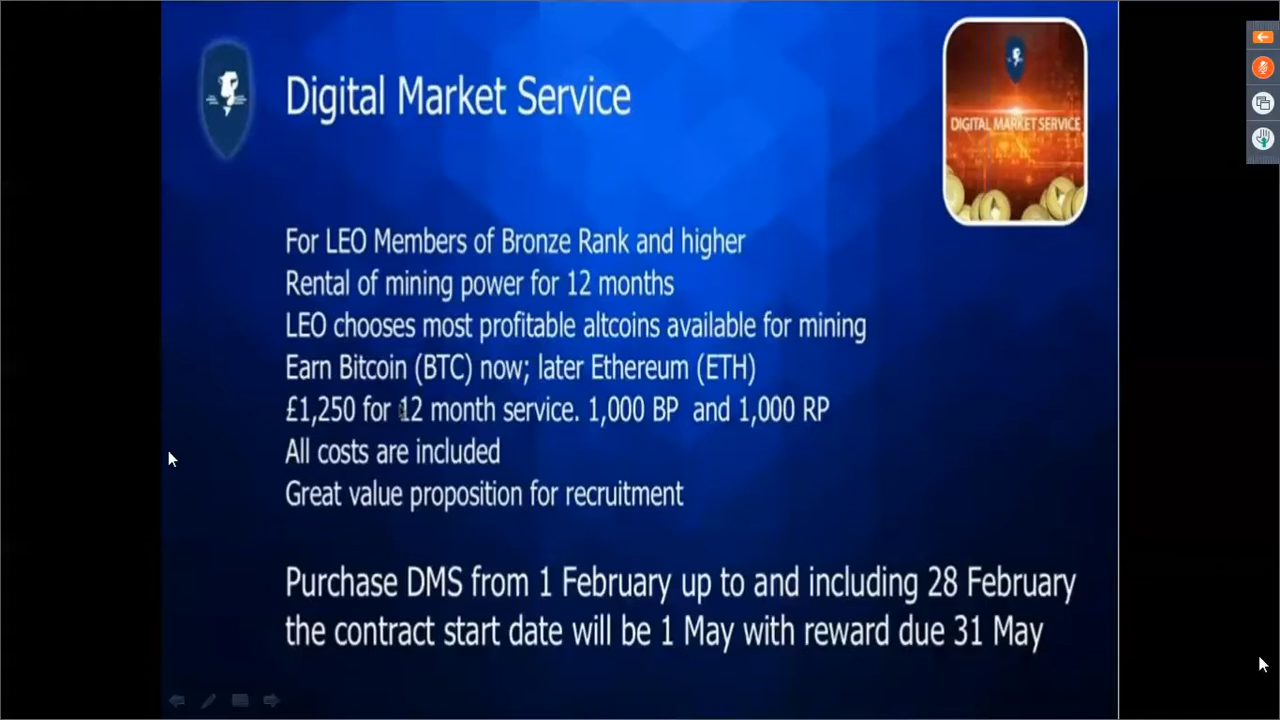 Digital Market Service
DIGITAL MARKET SERVICE
For LEO Members of Bronze Rank and higher
Rental of mining power for 12 months
LEO chooses most profitable altcoins available for mining
Earn Bitcoin (BTC) now; later Ethereum (ETH)
£1,250 for 12 month service. 1,000 BP and 1,000 RP
All costs are included
Great value proposition for recruitment
Purchase DMS from 1 February up to and including 28 February
the contract start date will be 1 May with reward due 31 May